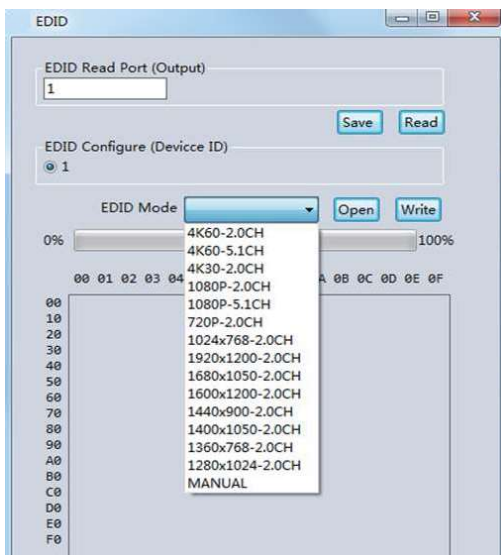 EDID
EDID Read Port (Output)
1
Save Read
EDID Configure (Devicce ID)
1
EDID Mode Open Write
0% 100%
4K60-2.0CH
4K60-5.1CH
4K30-2.0CH
1080P-2.0CH
1080P-5.1CH
720P-2.0CH
1024x768-2.0CH
1920x1200-2.0CH
1680x1050-2.0CH
1600x1200-2.0CH
1440x900-2.0CH
1400x1050-2.0CH
1360x768-2.0CH
1280x1024-2.0CH
MANUAL
00 01 02 03 04 A 0B 0C 0D 0E 0F
00
10
20
30
40
50
60
70
80
90
A0
B0
C0
D0
E0
F0